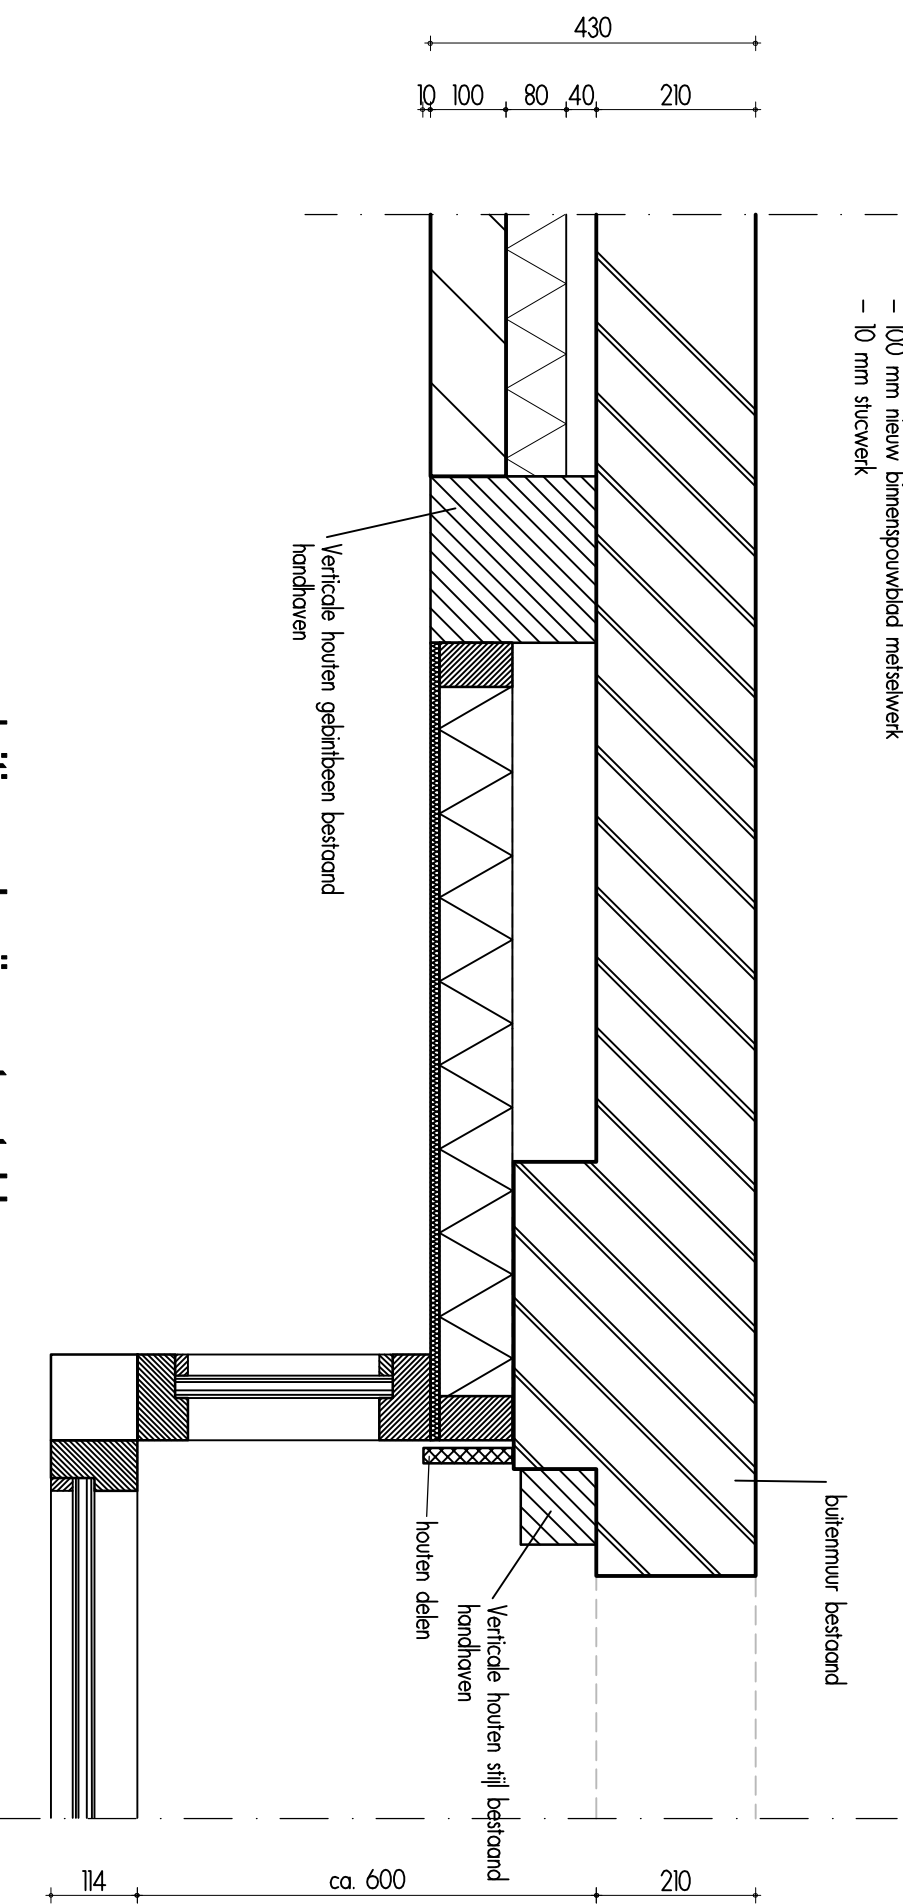 430
10 100 80 40 210
- 100 mm nieuw binnenspouwblad metselwerk
- 10 mm stucwerk
Verticale houten gebintbeen bestaand
handhaven
buitenmuur bestaand
houten delen
Verticale houten stijl bestaand
handhaven
114 ca. 600 210